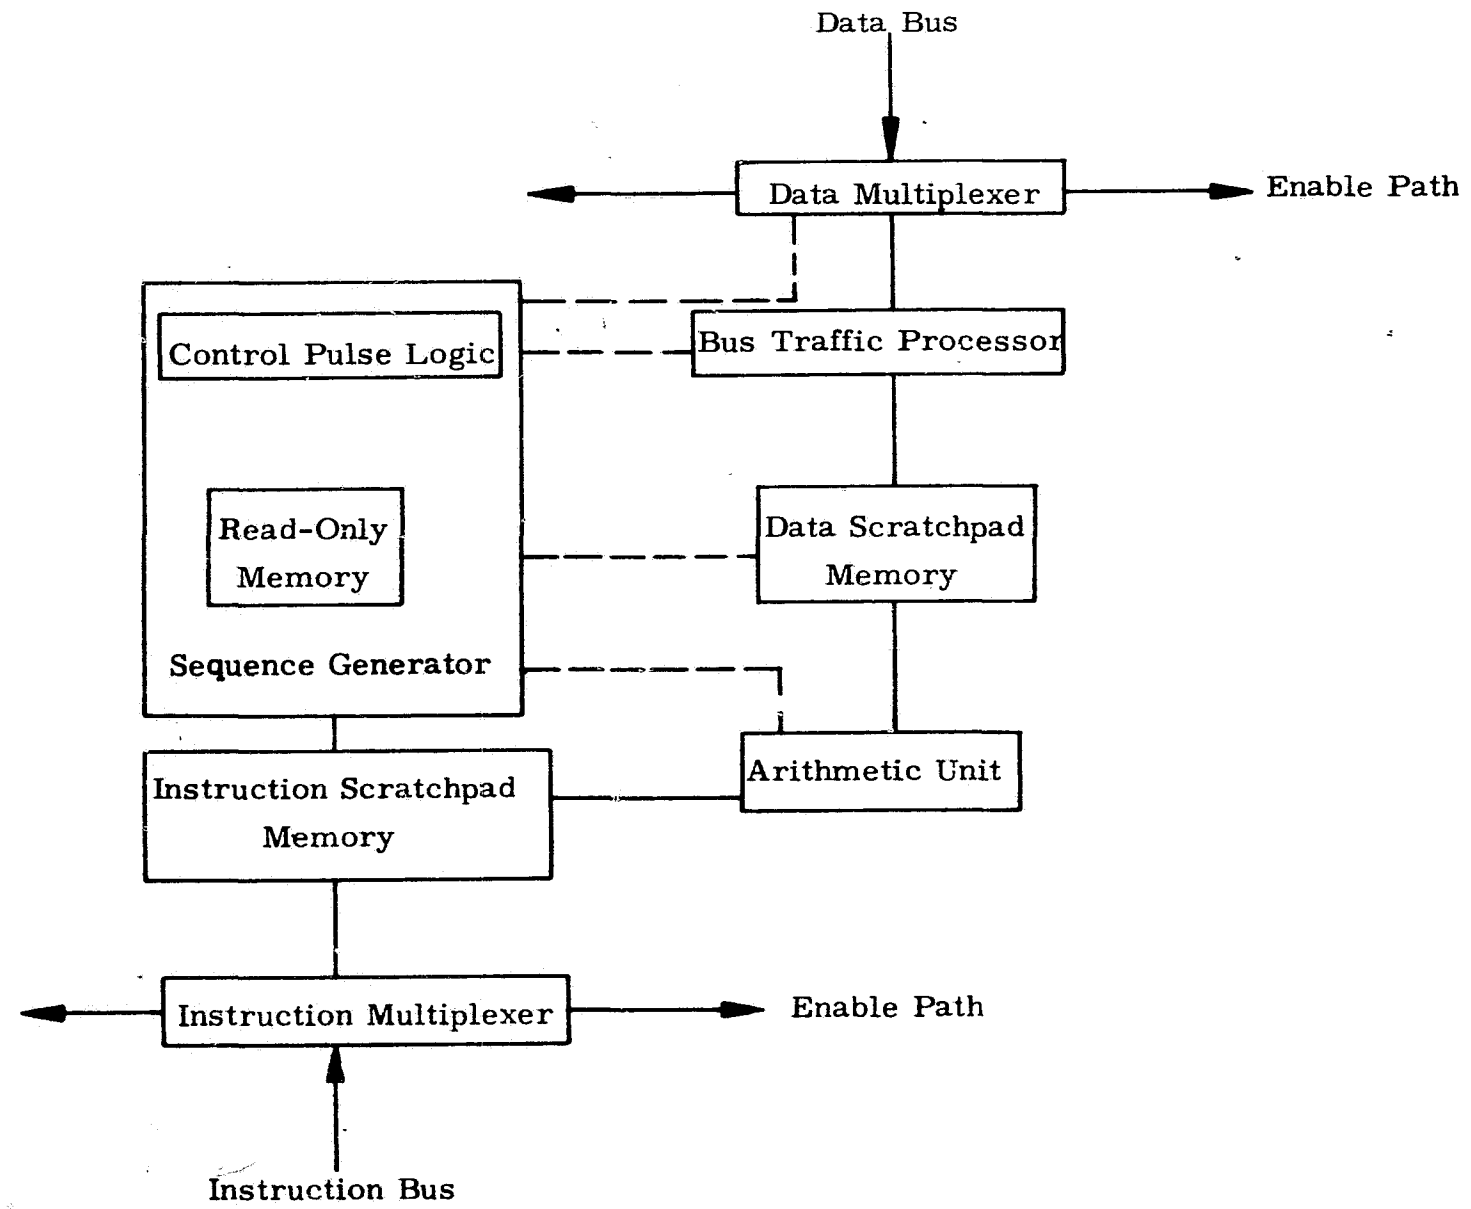 Data Bus
Data Multiplexer
Enable Path
Control Pulse Logic
Bus Traffic Processor
Read-Only
Memory
Data Scratchpad
Memory
Sequence Generator
Arithmetic Unit
Instruction Scratchpad
Memory
Instruction Multiplexer
Enable Path
Instruction Bus